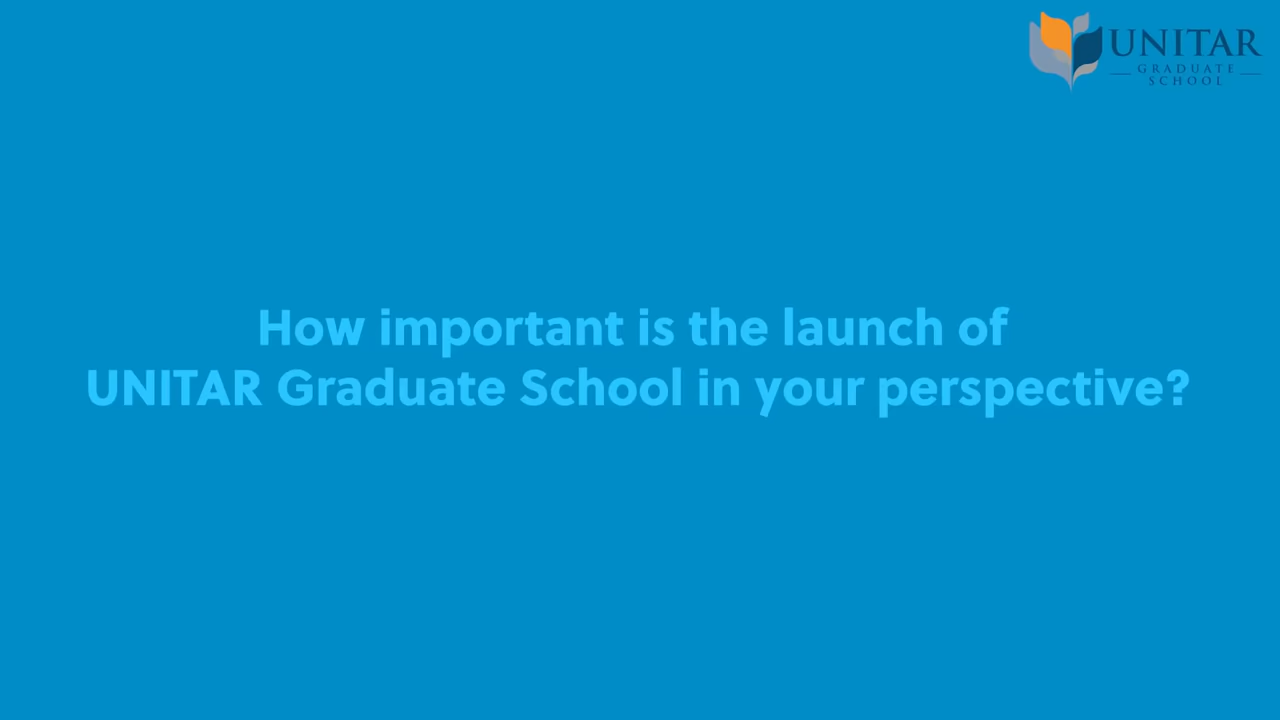 UNITAR
GRADUATE
SCHOOL
How important is the launch of
UNITAR Graduate School in your perspective?